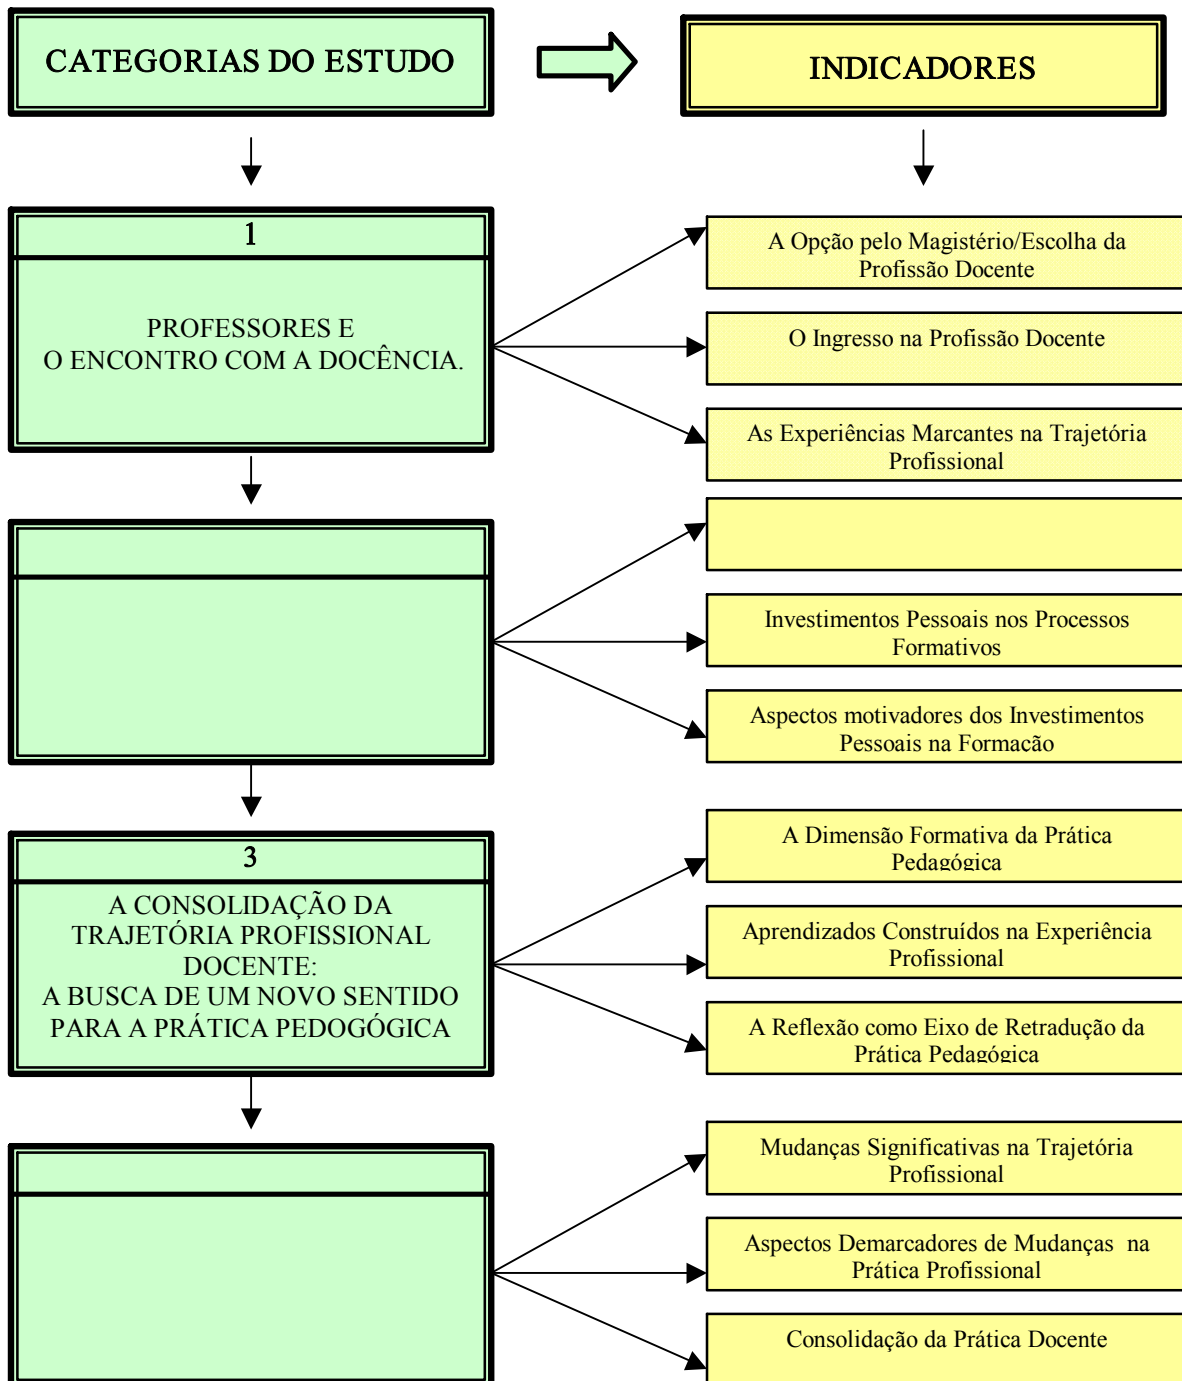 CATEGORIAS DO ESTUDO
INDICADORES
1
PROFESSORES E
O ENCONTRO COM A DOCÊNCIA.
A Opção pelo Magistério/Escolha da
Profissão Docente
O Ingresso na Profissão Docente
As Experiências Marcantes na Trajetória
Profissional
Investimentos Pessoais nos Processos
Formativos
Aspectos motivadores dos Investimentos
Pessoais na Formação
3
A CONSOLIDAÇÃO DA
TRAJETÓRIA PROFISSIONAL
DOCENTE:
A BUSCA DE UM NOVO SENTIDO
PARA A PRÁTICA PEDOGÓGICA
A Dimensão Formativa da Prática
Pedagógica
Aprendizados Construídos na Experiência
Profissional
A Reflexão como Eixo de Retradução da
Prática Pedagógica
Mudanças Significativas na Trajetória
Profissional
Aspectos Demarcadores de Mudanças na
Prática Profissional
Consolidação da Prática Docente